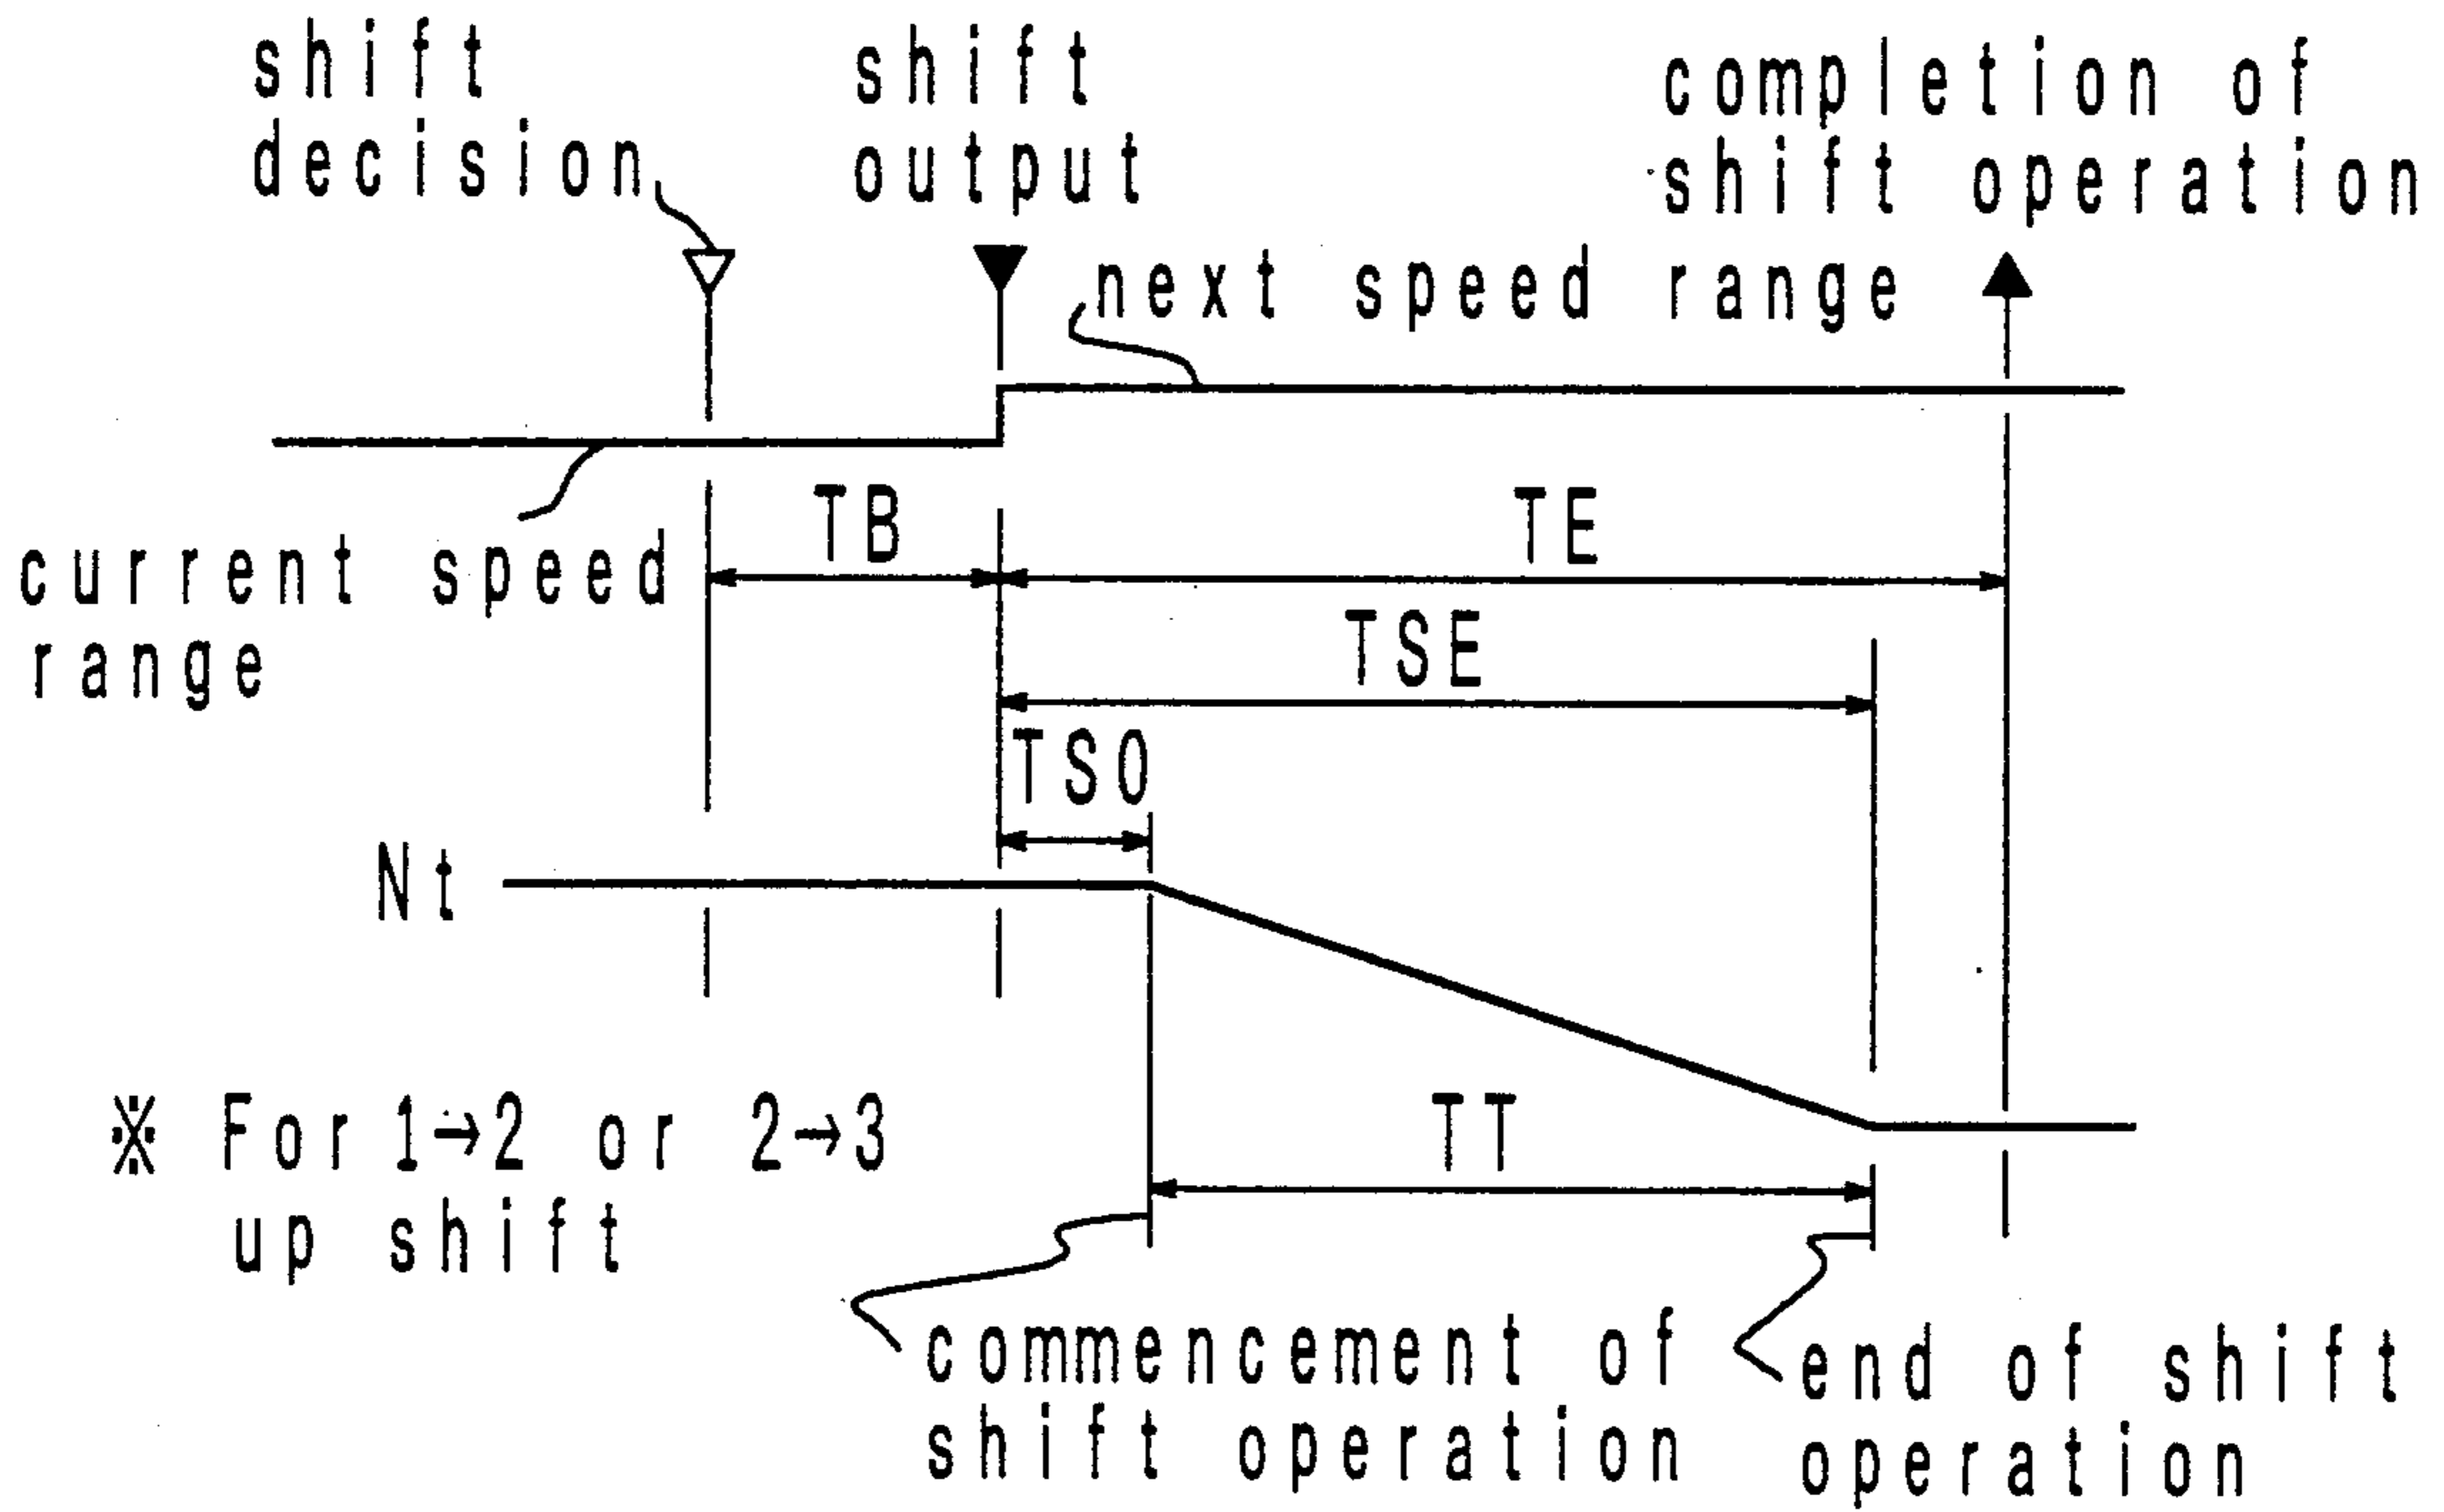 shift
decision
shift
output
completion of
shift operation
next speed range
current speed
range
TB
TE
TSE
TSO
Nt
※ For 1→2 or 2→3
up shift
TT
commencement of
shift operation
end of shift
operation